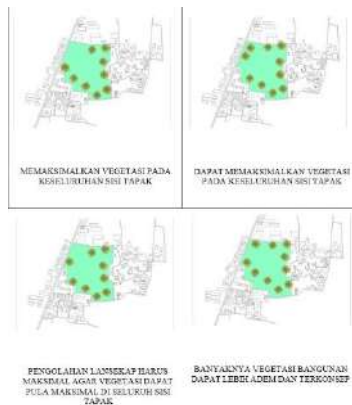 MEMAKSIMALKAN VEGETASI PADA
KESELURUHAN SISI TAPAK
DAPAT MEMAKSIMALKAN VEGETASI
PADA KESELURUHAN SISI TAPAK
PENGOLAHAN LANSEKAP HARUS
MAKSIMAL AGAR VEGETASI DAPAT
PULA MAKSIMAL DI SELURUH SISI
TAPAK
BANYAKNYA VEGETASI BANGUNAN
DAPAT LEBIH ADEM DAN TERKONSEP